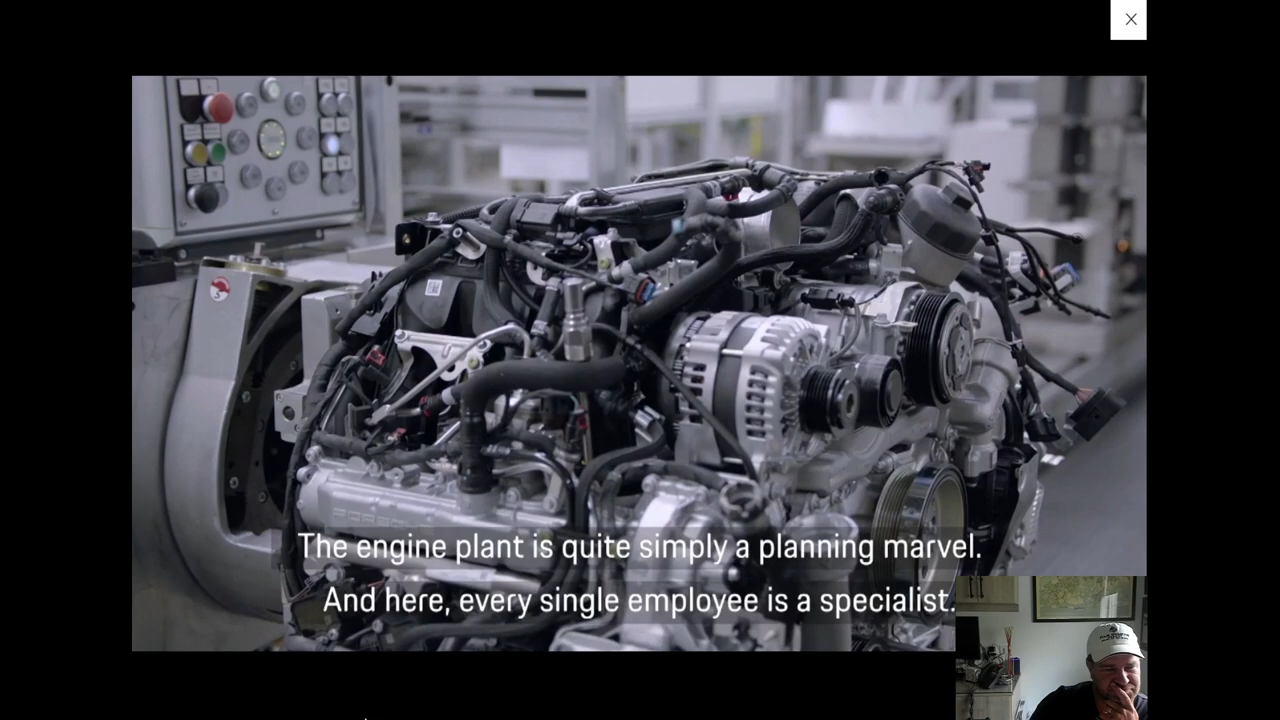 The engine plant is quite simply a planning marvel.
And here, every single employee is a specialist.